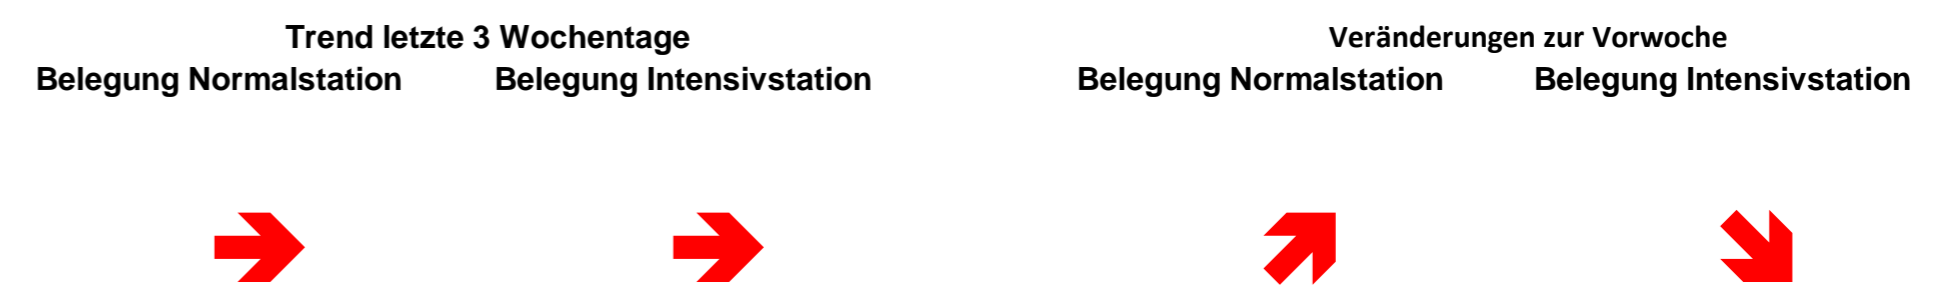 Trend letzte 3 Wochentage
Belegung Normalstation Belegung Intensivstation
Veränderungen zur Vorwoche
Belegung Normalstation Belegung Intensivstation